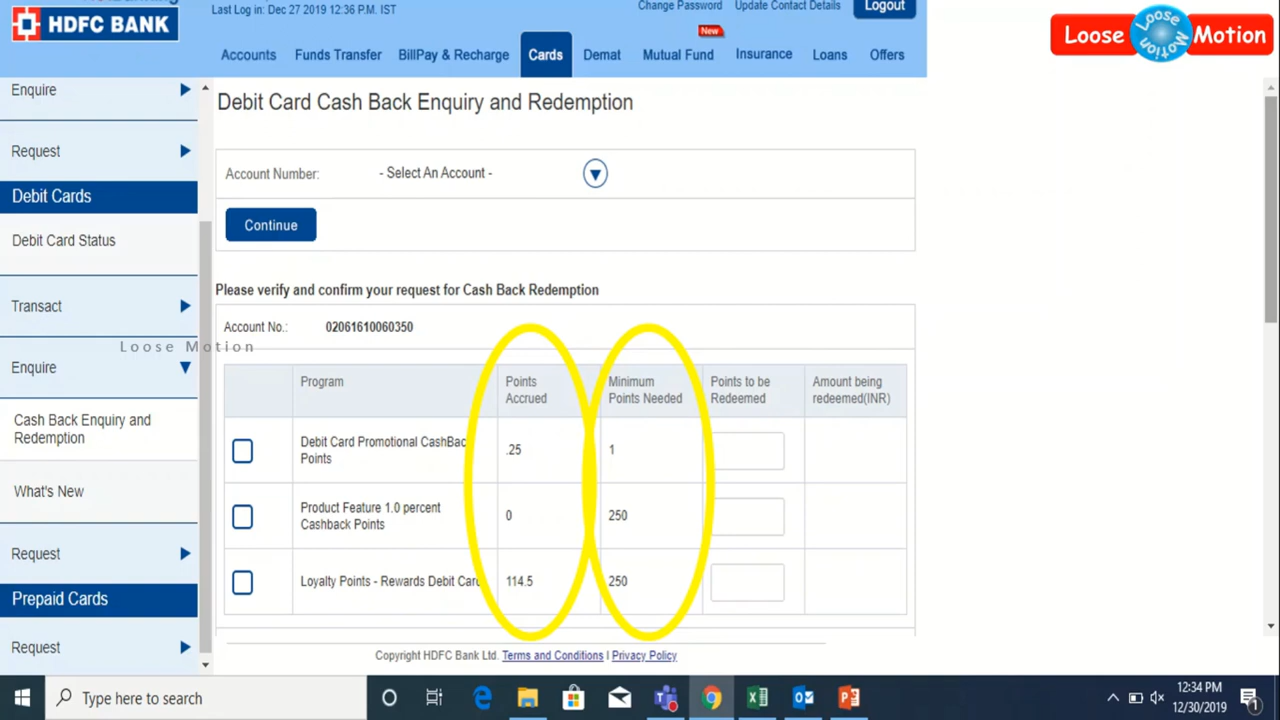 Last Log in: Dec 27 2019 12:36 P.M. IST
Change Password
Update Contact Details
Logout
HDFC BANK
New
Accounts
Funds Transfer
BillPay & Recharge
Cards
Demat
Mutual Fund
Insurance
Loans
Offers
Loose
Loose
Motion
Motion
Enquire
Request
Debit Cards
Debit Card Status
Transact
Loose Motion
Enquire
Cash Back Enquiry and
Redemption
What's New
Request
Prepaid Cards
Request
Debit Card Cash Back Enquiry and Redemption
Account Number:
- Select An Account -
Continue
Please verify and confirm your request for Cash Back Redemption
Account No.:
02061610060350
Program
Points
Accrued
Minimum
Points Needed
Points to be
Redeemed
Amount being
redeemed(INR)
Debit Card Promotional CashBac
Points
.25
1
Product Feature 1.0 percent
Cashback Points
0
250
Loyalty Points - Rewards Debit Card
114.5
250
Copyright HDFC Bank Ltd. Terms and Conditions I Privacy Policy
Type here to search
12:34 PM
12/30/2019
1